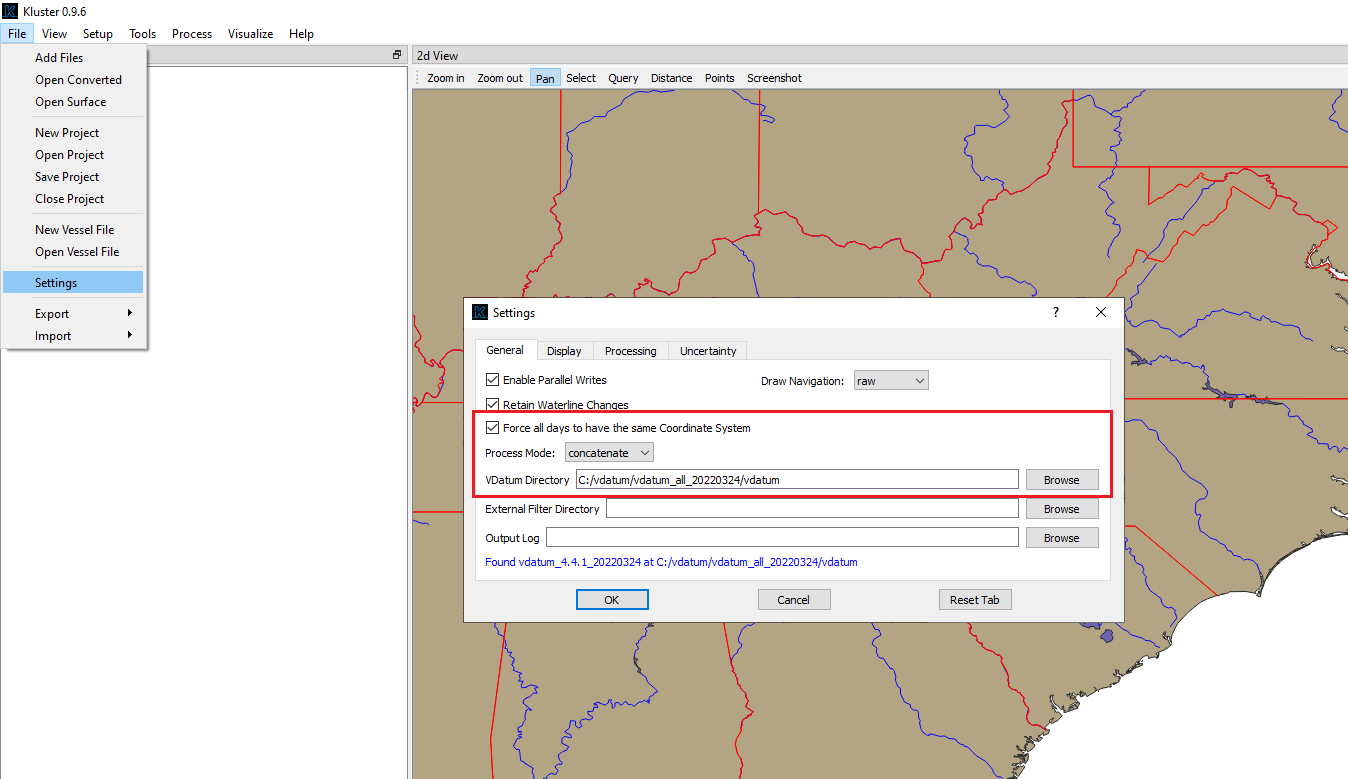 Kluster 0.9.6
File View Setup Tools Process Visualize Help
Add Files
Open Converted
Open Surface
New Project
Open Project
Save Project
Close Project
New Vessel File
Open Vessel File
Settings
Export
Import
2d View
Zoom in Zoom out Pan Select Query Distance Points Screenshot
Settings ?
General Display Processing Uncertainty
Enable Parallel Writes Draw Navigation: raw
Retain Waterline Changes
Force all days to have the same Coordinate System
Process Mode: concatenate
VDatum Directory C:/vdatum/vdatum_all_20220324/vdatum Browse
External Filter Directory Browse
Output Log Browse
Found vdatum_4.4.1_20220324 at C:/vdatum/vdatum_all_20220324/vdatum
OK Cancel Reset Tab